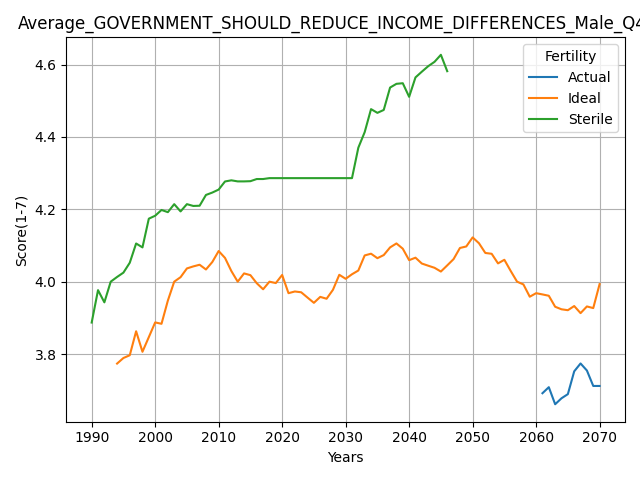 Average_GOVERNMENT_SHOULD_REDUCE_INCOME_DIFFERENCES_Male_Q4
Fertility
Actual
Ideal
Sterile
Score(1-7)
4.6
4.4
4.2
4.0
3.8
1990 2000 2010 2020 2030 2040 2050 2060 2070
Years